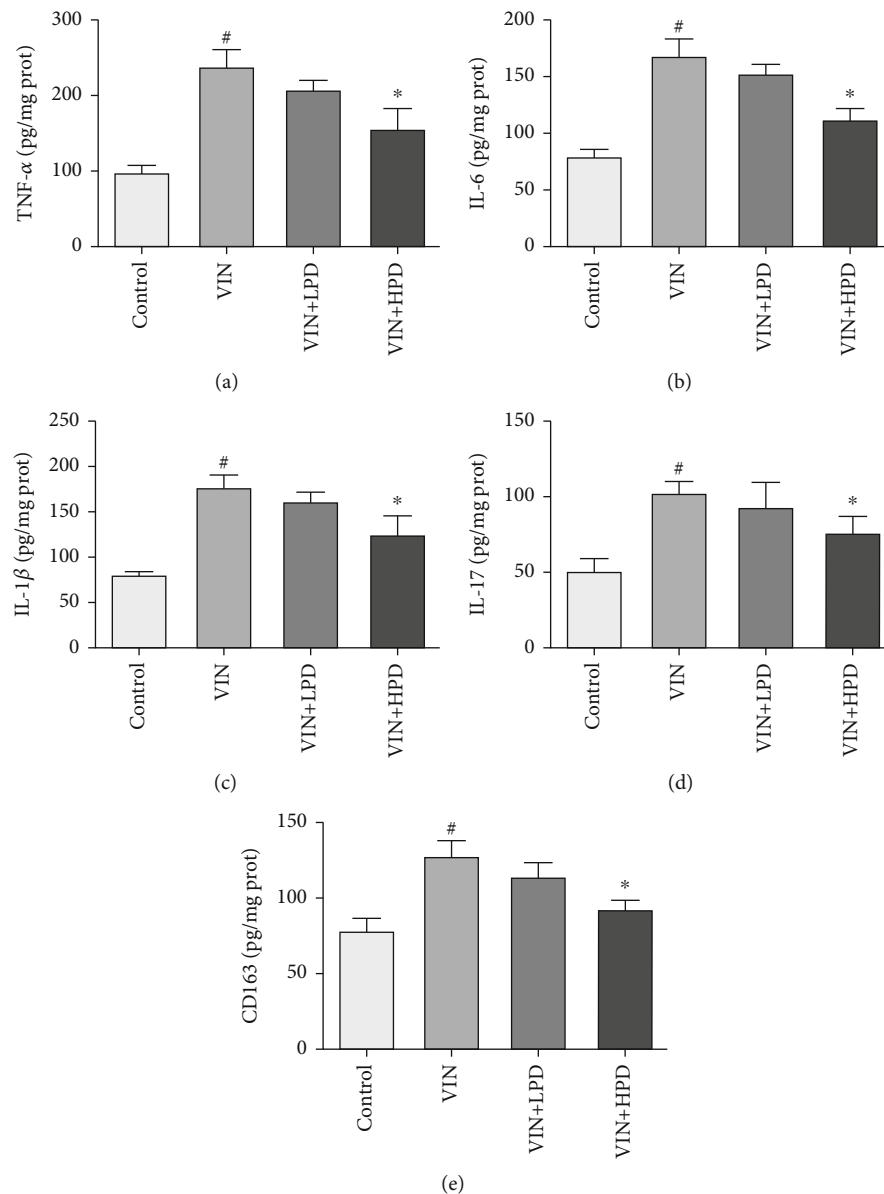 TNF-α (pg/mg prot)
300
200
100
0
#
*
Control
VIN
VIN+LPD
VIN+HPD
(a)
IL-6 (pg/mg prot)
200
150
100
50
0
#
*
Control
VIN
VIN+LPD
VIN+HPD
(b)
IL-1β (pg/mg prot)
250
200
150
100
50
0
#
*
Control
VIN
VIN+LPD
VIN+HPD
(c)
IL-17 (pg/mg prot)
150
100
50
0
#
*
Control
VIN
VIN+LPD
VIN+HPD
(d)
CD163 (pg/mg prot)
150
100
50
0
#
*
Control
VIN
VIN+LPD
VIN+HPD
(e)